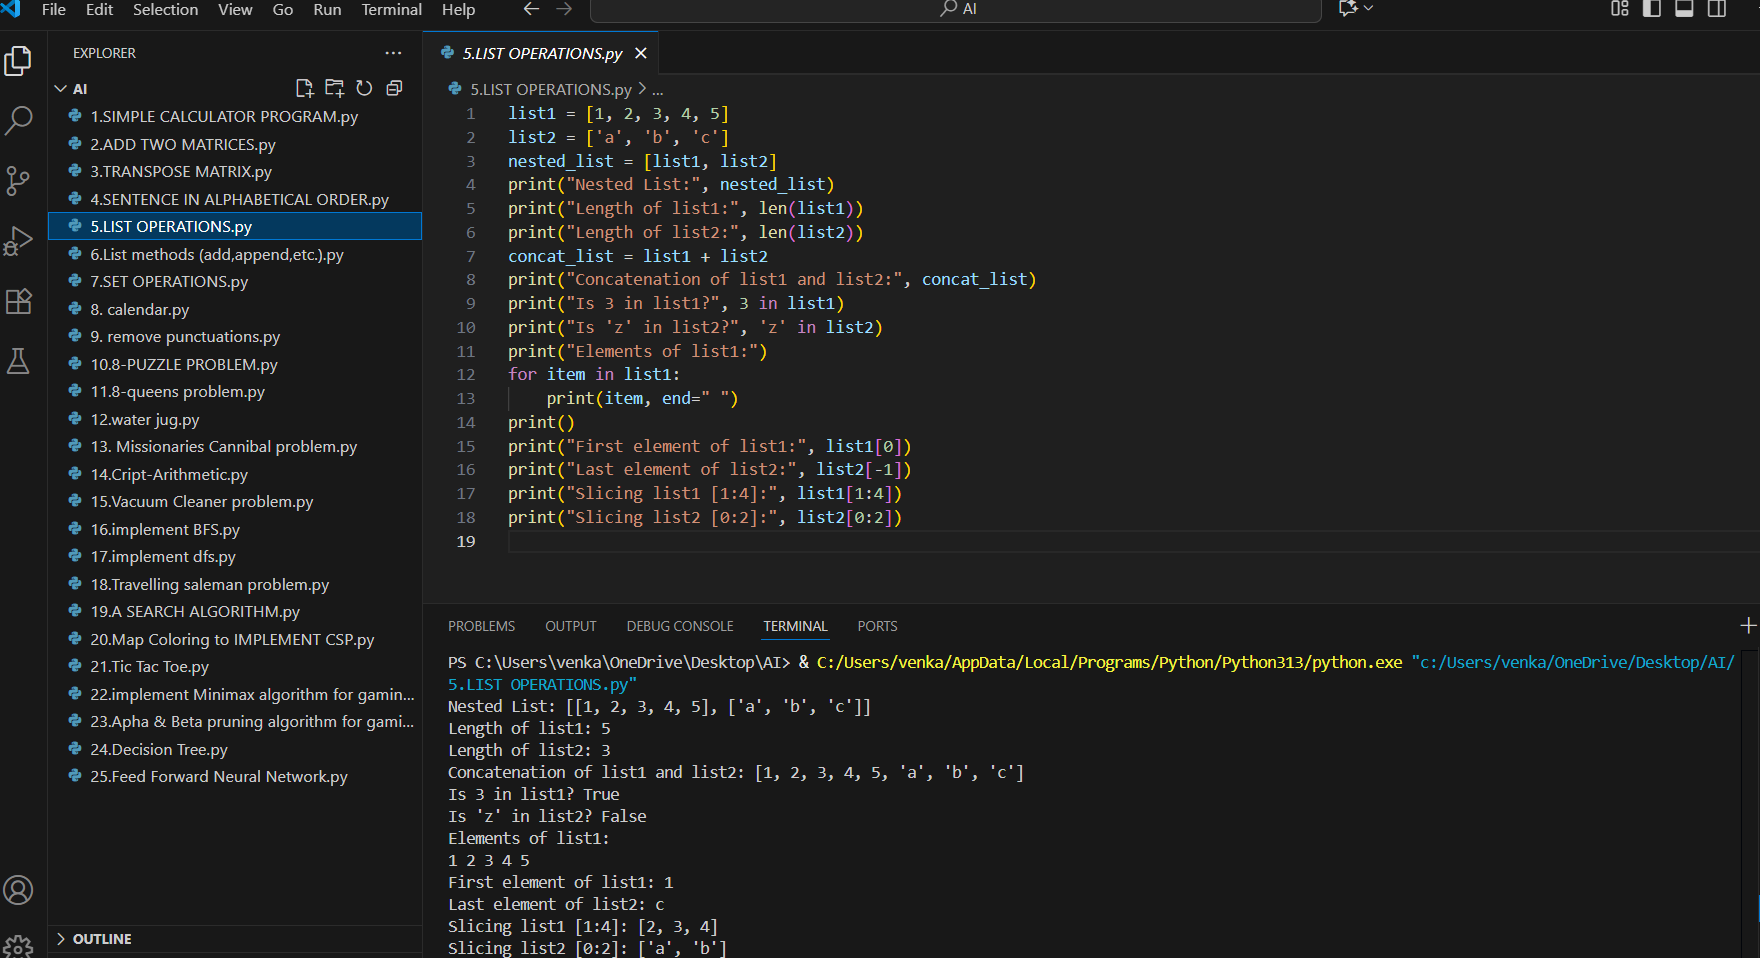 File Edit Selection View Go Run Terminal Help
AI
EXPLORER
AI
1.SIMPLE CALCULATOR PROGRAM.py
2.ADD TWO MATRICES.py
3.TRANSPOSE MATRIX.py
4.SENTENCE IN ALPHABETICAL ORDER.py
5.LIST OPERATIONS.py
6.List methods (add,append,etc.).py
7.SET OPERATIONS.py
8. calendar.py
9. remove punctuations.py
10.8-PUZZLE PROBLEM.py
11.8-queens problem.py
12.water jug.py
13. Missionaries Cannibal problem.py
14.Cript-Arithmetic.py
15.Vacuum Cleaner problem.py
16.implement BFS.py
17.implement dfs.py
18.Travelling saleman problem.py
19.A SEARCH ALGORITHM.py
20.Map Coloring to IMPLEMENT CSP.py
21.Tic Tac Toe.py
22.implement Minimax algorithm for gamin...
23.Apha & Beta pruning algorithm for gami...
24.Decision Tree.py
25.Feed Forward Neural Network.py
OUTLINE
5.LIST OPERATIONS.py
5.LIST OPERATIONS.py > ...
1 list1 = [1, 2, 3, 4, 5]
2 list2 = ['a', 'b', 'c']
3 nested_list = [list1, list2]
4 print("Nested List:", nested_list)
5 print("Length of list1:", len(list1))
6 print("Length of list2:", len(list2))
7 concat_list = list1 + list2
8 print("Concatenation of list1 and list2:", concat_list)
9 print("Is 3 in list1?", 3 in list1)
10 print("Is 'z' in list2?", 'z' in list2)
11 print("Elements of list1:")
12 for item in list1:
13     print(item, end=" ")
14 print()
15 print("First element of list1:", list1[0])
16 print("Last element of list2:", list2[-1])
17 print("Slicing list1 [1:4]:", list1[1:4])
18 print("Slicing list2 [0:2]:", list2[0:2])
19
PROBLEMS OUTPUT DEBUG CONSOLE TERMINAL PORTS
PS C:\Users\venka\OneDrive\Desktop\AI> & C:/Users/venka/AppData/Local/Programs/Python/Python313/python.exe "c:/Users/venka/OneDrive/Desktop/AI/
5.LIST OPERATIONS.py"
Nested List: [[1, 2, 3, 4, 5], ['a', 'b', 'c']]
Length of list1: 5
Length of list2: 3
Concatenation of list1 and list2: [1, 2, 3, 4, 5, 'a', 'b', 'c']
Is 3 in list1? True
Is 'z' in list2? False
Elements of list1:
1 2 3 4 5
First element of list1: 1
Last element of list2: c
Slicing list1 [1:4]: [2, 3, 4]
Slicing list2 [0:2]: ['a', 'b']